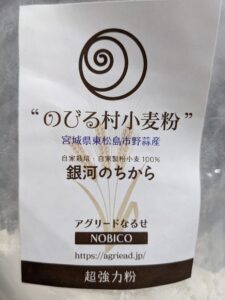 “のびる村小麦粉”
宮城県東松島市野蒜産
自家栽培・自家製粉小麦100%
銀河のちから
アグリードなるせ
NOBICO
https://agriead.jp/
超強力粉